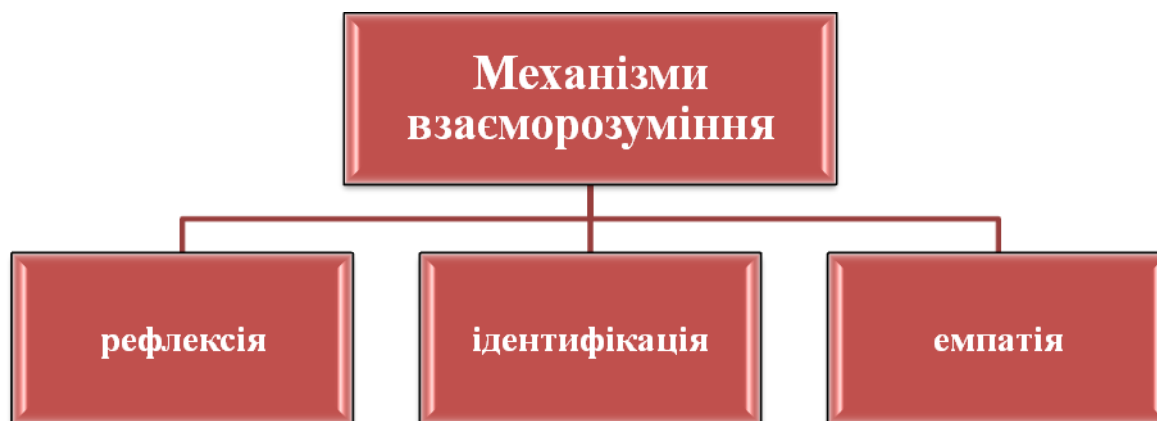 Механізми
взаєморозуміння
рефлексія
ідентифікація
емпатія